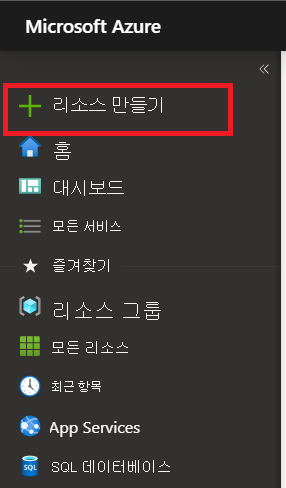 Microsoft Azure
리소스 만들기
홈
대시보드
모든 서비스
즐겨찾기
리소스 그룹
모든 리소스
최근 항목
App Services
SQL 데이터베이스